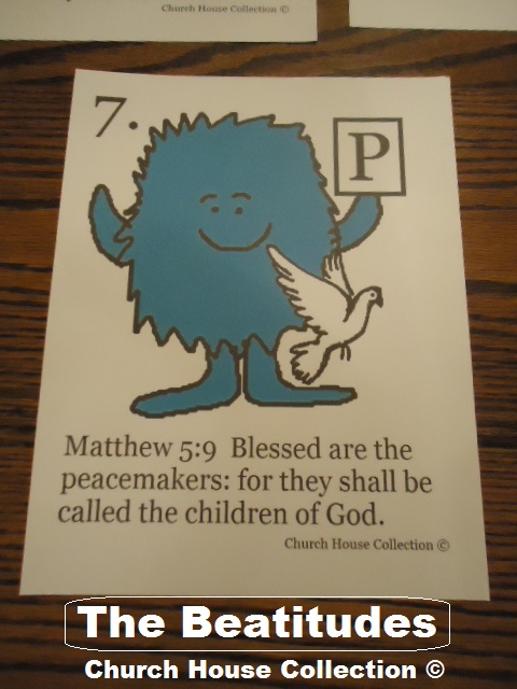 Church House Collection ©
7.
P
Matthew 5:9 Blessed are the
peacemakers: for they shall be
called the children of God.
Church House Collection ©
The Beatitudes
Church House Collection ©